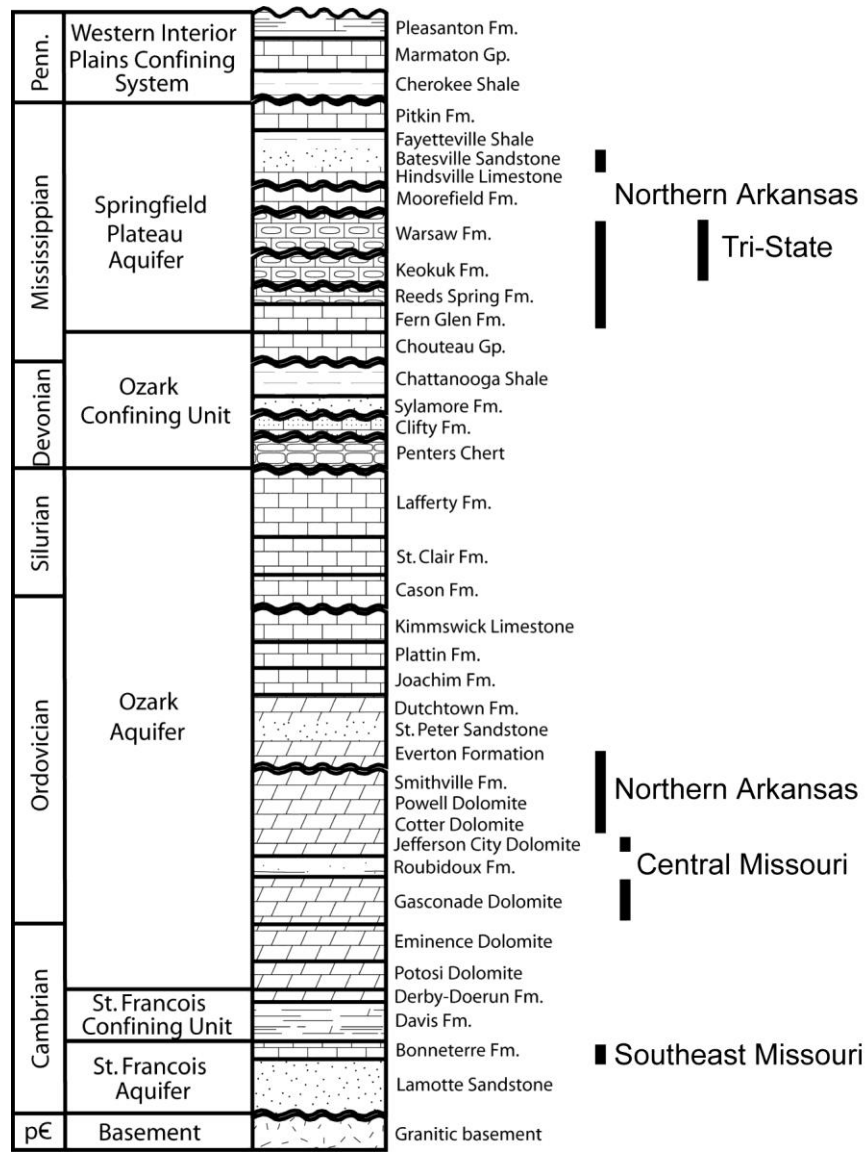 Penn.
Western Interior
Plains Confining
System
Pleasanton Fm.
Marmaton Gp.
Cherokee Shale
Mississippian
Springfield
Plateau
Aquifer
Pitkin Fm.
Fayetteville Shale
Batesville Sandstone
Hindsville Limestone
Moorefield Fm.
Warsaw Fm.
Keokuk Fm.
Reeds Spring Fm.
Fern Glen Fm.
Northern Arkansas
Tri-State
Ozark
Confining Unit
Chouteau Gp.
Devonian
Chattanooga Shale
Sylamore Fm.
Clifty Fm.
Penters Chert
Silurian
Ozark
Aquifer
Lafferty Fm.
St. Clair Fm.
Cason Fm.
Ordovician
Kimmswick Limestone
Plattin Fm.
Joachim Fm.
Dutchtown Fm.
St. Peter Sandstone
Everton Formation
Smithville Fm.
Powell Dolomite
Cotter Dolomite
Jefferson City Dolomite
Roubidoux Fm.
Gasconade Dolomite
Northern Arkansas
Central Missouri
Cambrian
Eminence Dolomite
Potosi Dolomite
St. Francois
Confining Unit
Derby-Doerun Fm.
Davis Fm.
St. Francois
Aquifer
Bonneterre Fm.
Lamotte Sandstone
Southeast Missouri
p€
Basement
Granitic basement